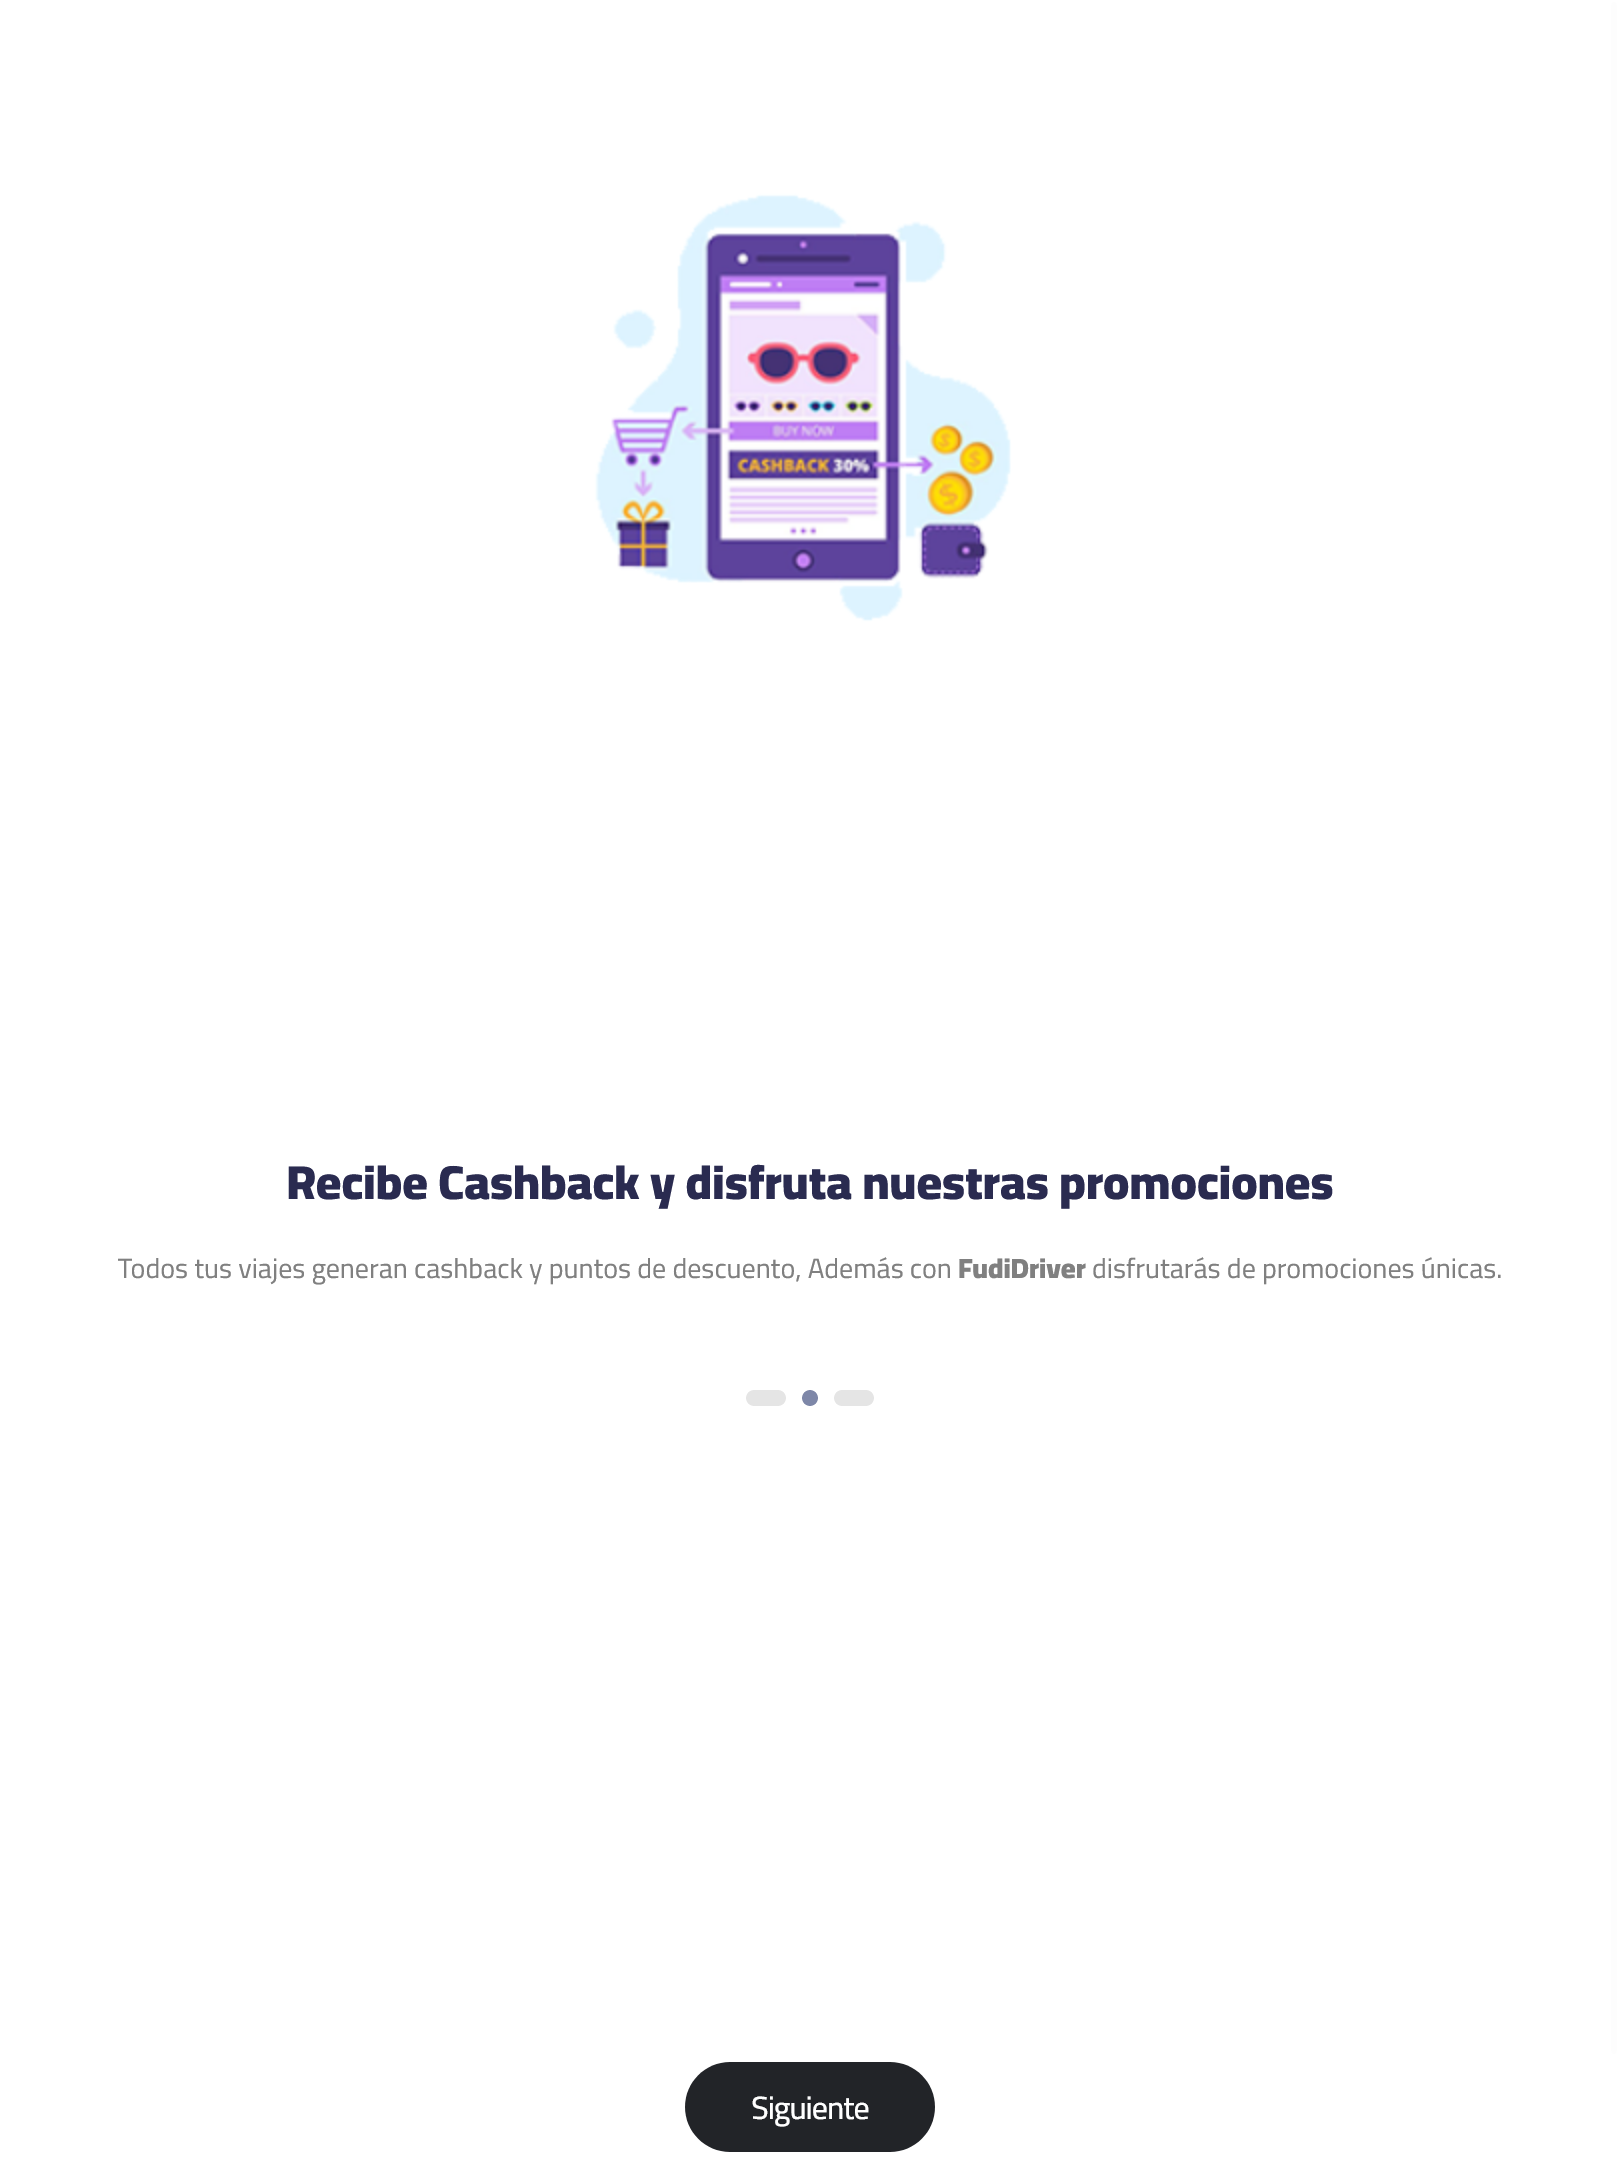 BUY NOW
CASHBACK 30%
Recibe Cashback y disfruta nuestras promociones
Todos tus viajes generan cashback y puntos de descuento, Además con FudiDriver disfrutarás de promociones únicas.
Siguiente